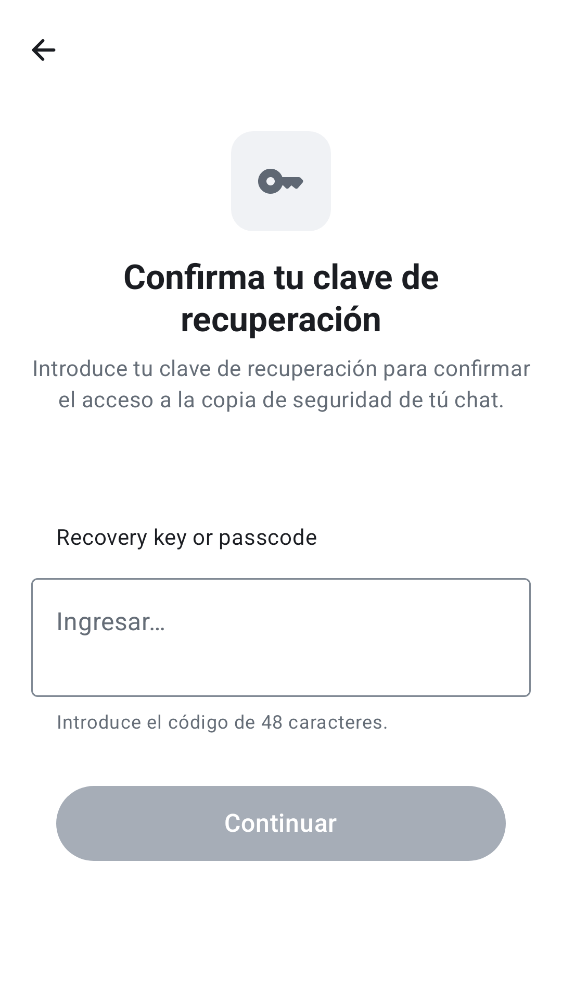 Confirma tu clave de
recuperación
Introduce tu clave de recuperación para confirmar
el acceso a la copia de seguridad de tú chat.
Recovery key or passcode
Ingresar…
Introduce el código de 48 caracteres.
Continuar